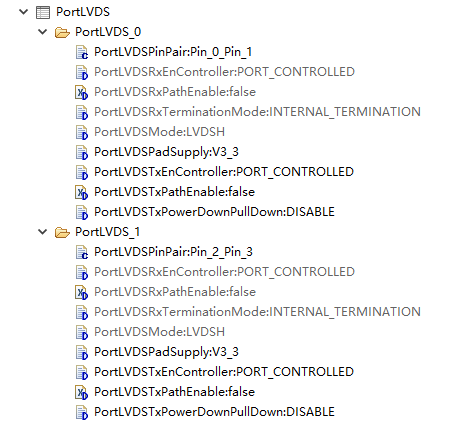 PortLVDS
PortLVDS_0
PortLVDSPinPair:Pin_0_Pin_1
PortLVDSRxEnController:PORT_CONTROLLED
PortLVDSRxPathEnable:false
PortLVDSRxTerminationMode:INTERNAL_TERMINATION
PortLVDSMode:LVDSH
PortLVDSPadSupply:V3_3
PortLVDSTxEnController:PORT_CONTROLLED
PortLVDSTxPathEnable:false
PortLVDSTxPowerDownPullDown:DISABLE
PortLVDS_1
PortLVDSPinPair:Pin_2_Pin_3
PortLVDSRxEnController:PORT_CONTROLLED
PortLVDSRxPathEnable:false
PortLVDSRxTerminationMode:INTERNAL_TERMINATION
PortLVDSMode:LVDSH
PortLVDSPadSupply:V3_3
PortLVDSTxEnController:PORT_CONTROLLED
PortLVDSTxPathEnable:false
PortLVDSTxPowerDownPullDown:DISABLE